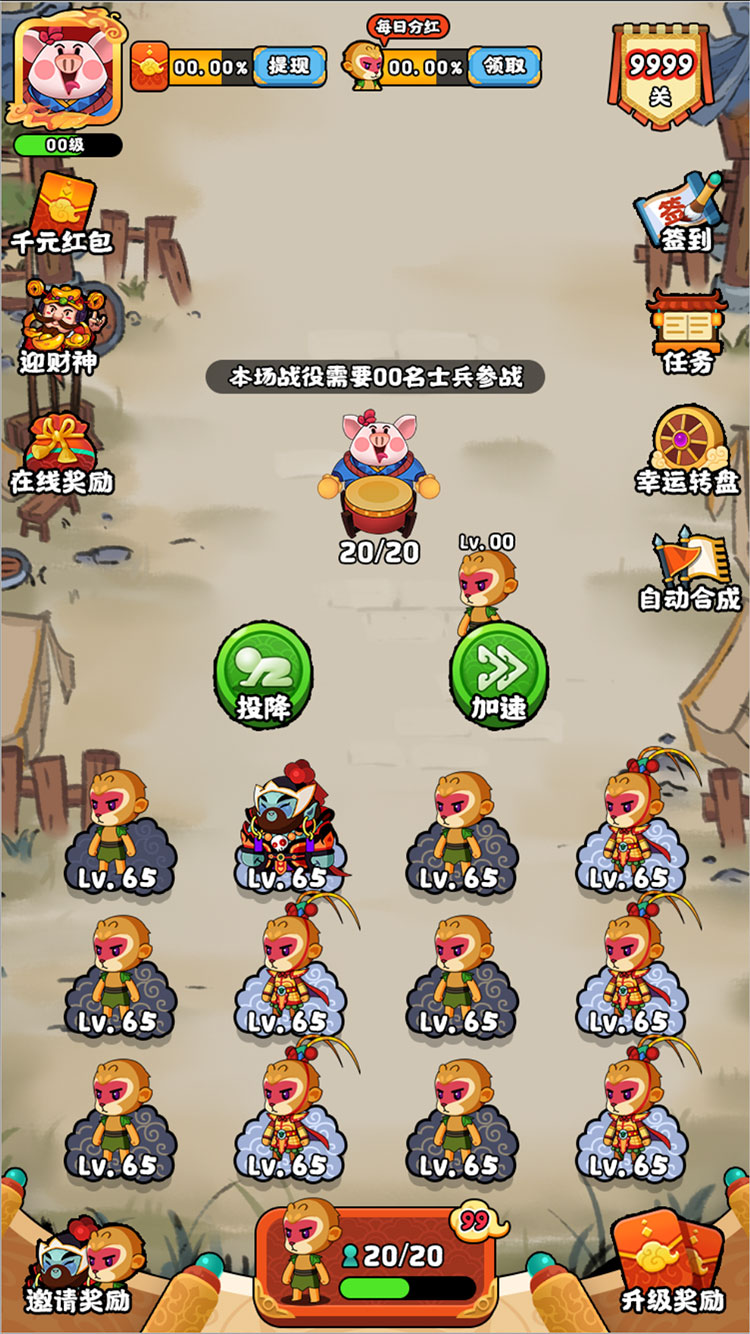 每日分红
00.00%
提现
00.00%
领取
9999
关
00级
千元红包
签
签到
迎财神
任务
本场战役需要00名士兵参战
在线奖励
幸运转盘
20/20
Lv.00
自动合成
投降
加速
Lv.65
Lv.65
Lv.65
Lv.65
Lv.65
Lv.65
Lv.65
Lv.65
Lv.65
Lv.65
Lv.65
Lv.65
99
20/20
邀请奖励
升级奖励